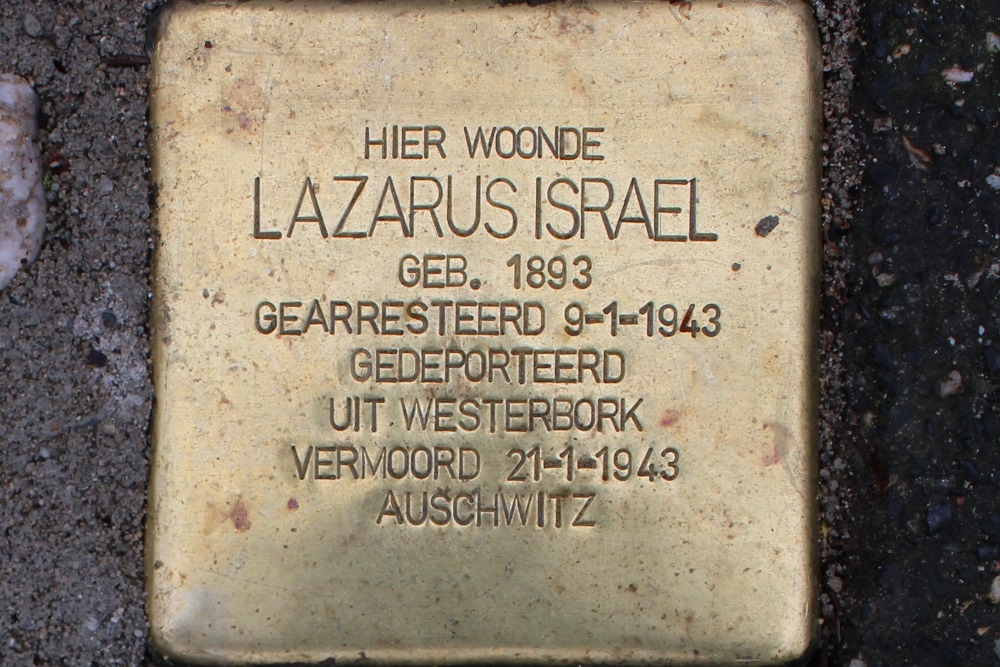 HIER WOONDE
LAZARUS ISRAEL
GEB. 1893
GEARRESTEERD 9-1-1943
GEDEPORTEERD
UIT WESTERBORK
VERMOORD 21-1-1943
AUSCHWITZ